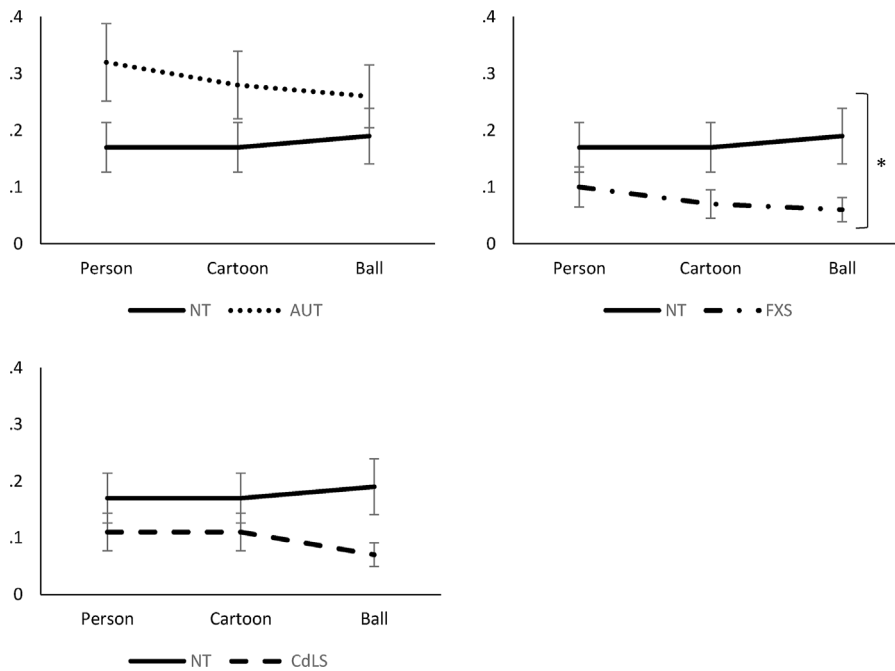 .4
.3
.2
.1
0
Person Cartoon Ball
NT AUT
.4
.3
.2
.1
0
*
Person Cartoon Ball
NT FXS
.4
.3
.2
.1
0
Person Cartoon Ball
NT CdLS